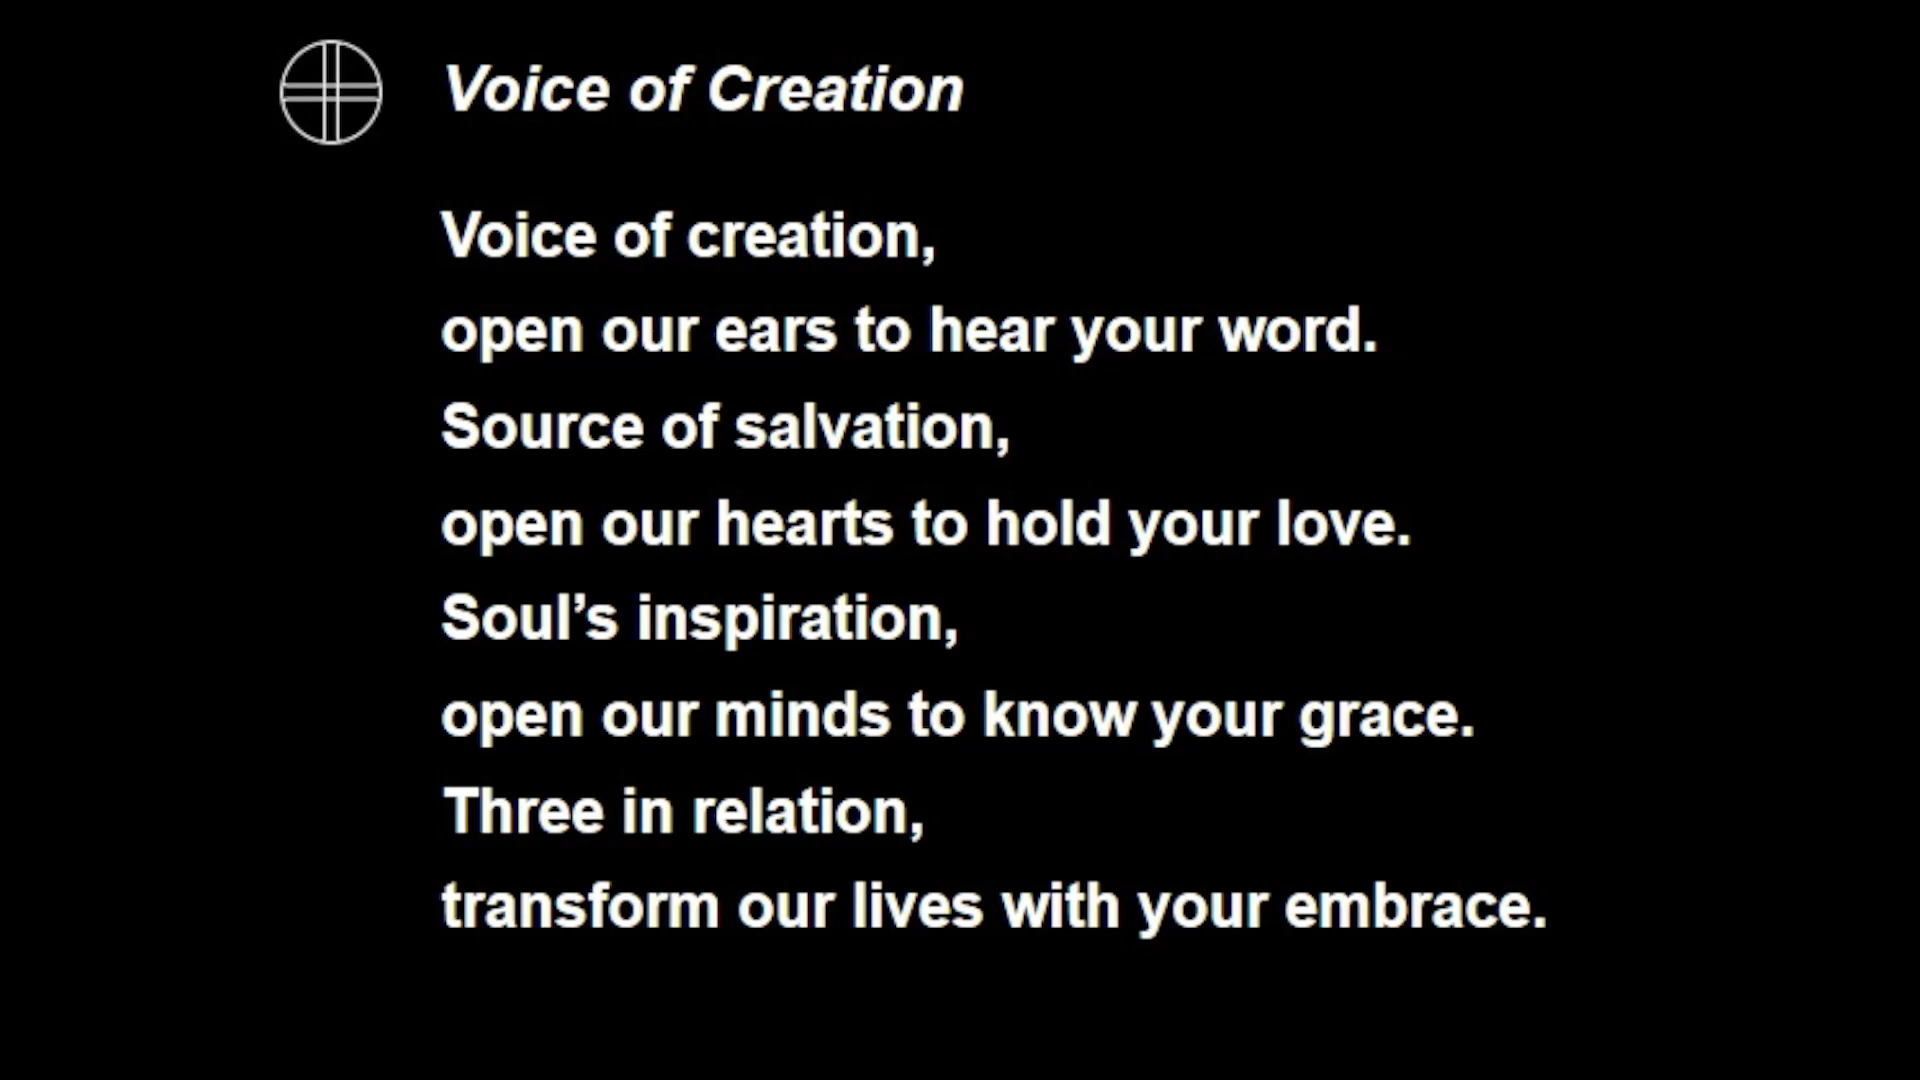 Voice of Creation
Voice of creation,
open our ears to hear your word.
Source of salvation,
open our hearts to hold your love.
Soul’s inspiration,
open our minds to know your grace.
Three in relation,
transform our lives with your embrace.